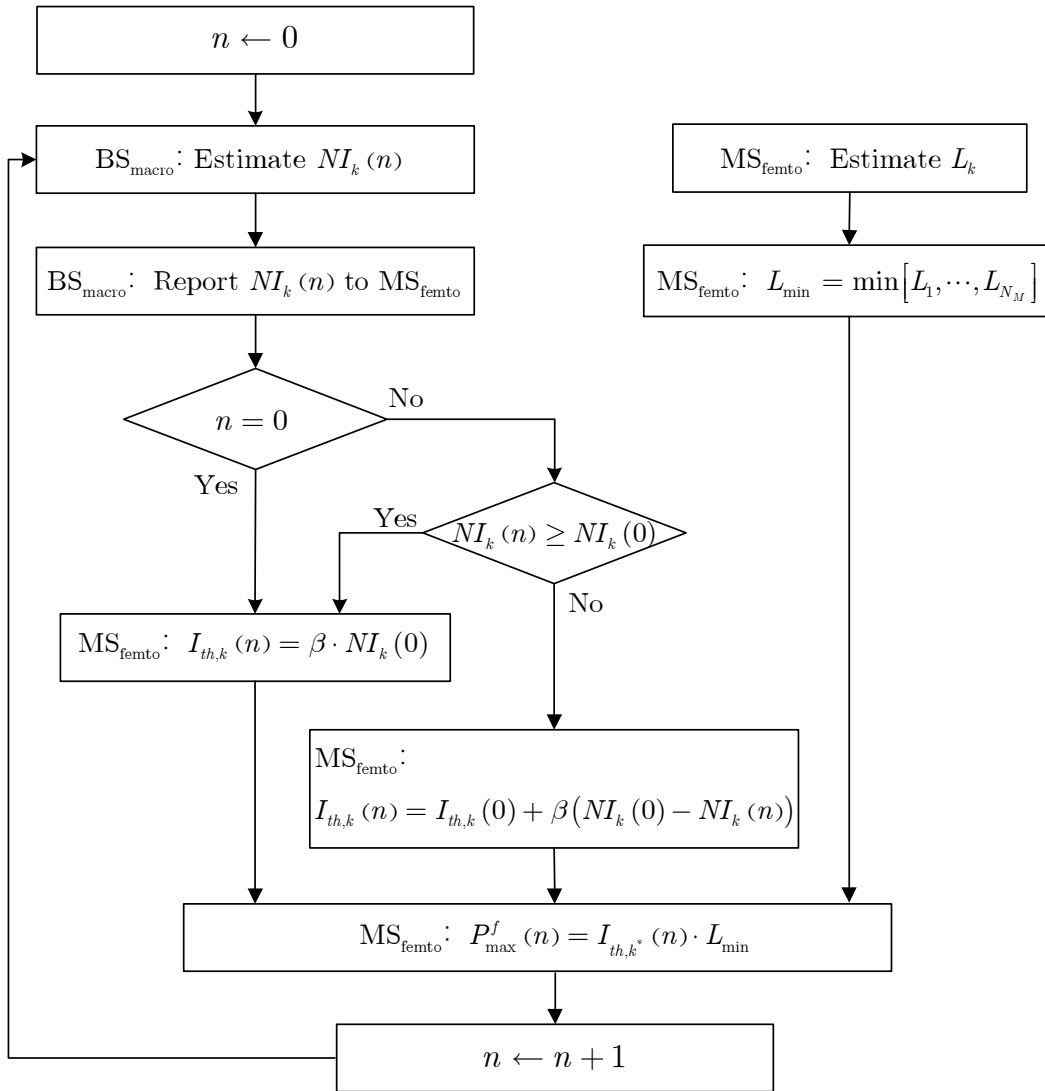 n ← 0
BS_macro: Estimate NI_k(n)
MS_femto: Estimate L_k
BS_macro: Report NI_k(n) to MS_femto
MS_femto: L_min = min[L_1, ⋯, L_{N_M}]
n = 0
No
Yes
NI_k(n) ≥ NI_k(0)
Yes
No
MS_femto: I_{th,k}(n) = β · NI_k(0)
MS_femto:
I_{th,k}(n) = I_{th,k}(0) + β(NI_k(0) − NI_k(n))
MS_femto: P^f_max(n) = I_{th,k*}(n) · L_min
n ← n + 1